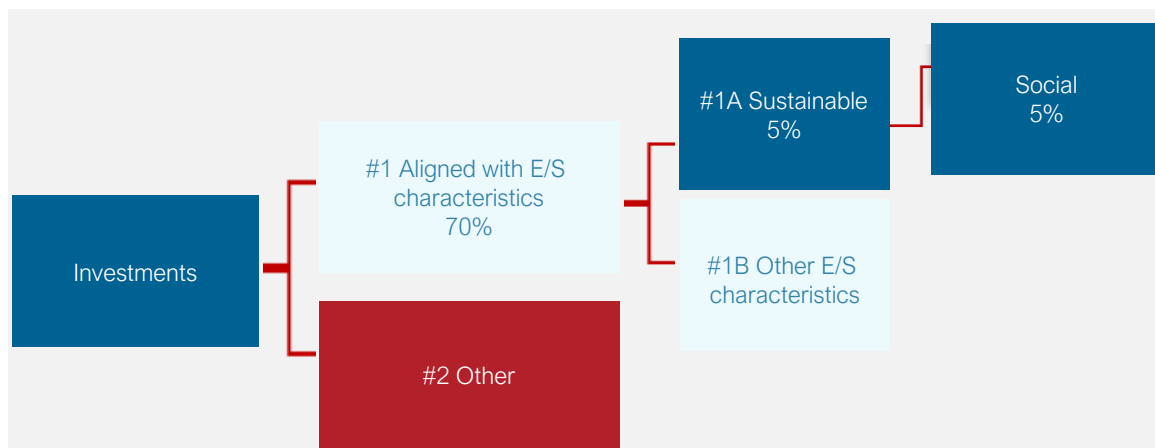 Investments
#1 Aligned with E/S
characteristics
70%
#2 Other
#1A Sustainable
5%
#1B Other E/S
characteristics
Social
5%